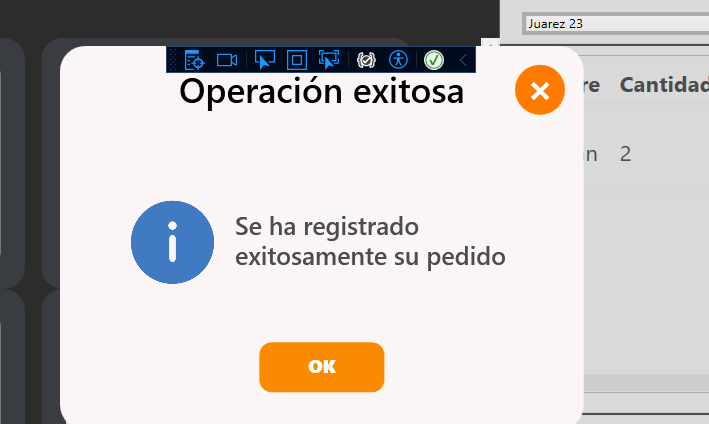 Juarez 23
Operación exitosa
re Cantidad
n 2
Se ha registrado
exitosamente su pedido
OK